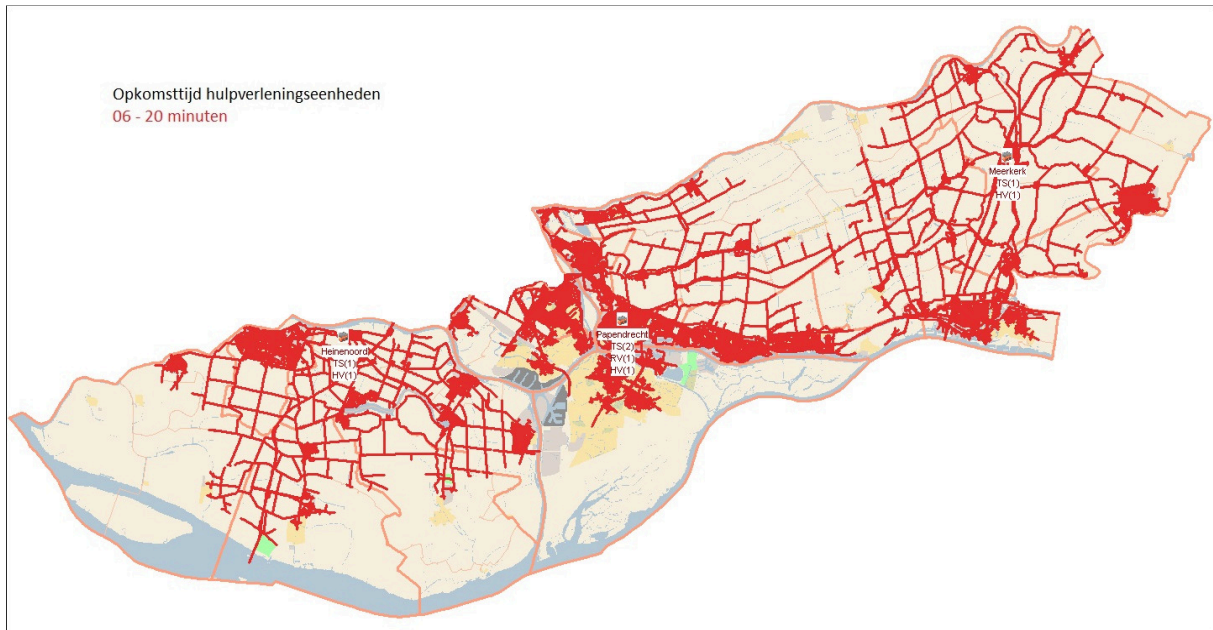 Opkomsttijd hulpverleningseenheden
06 - 20 minuten
Meerkerk
TS(1)
HV(1)
Papendrecht
TS(2)
RV(1)
HV(1)
Heinenoord
TS(1)
HV(1)